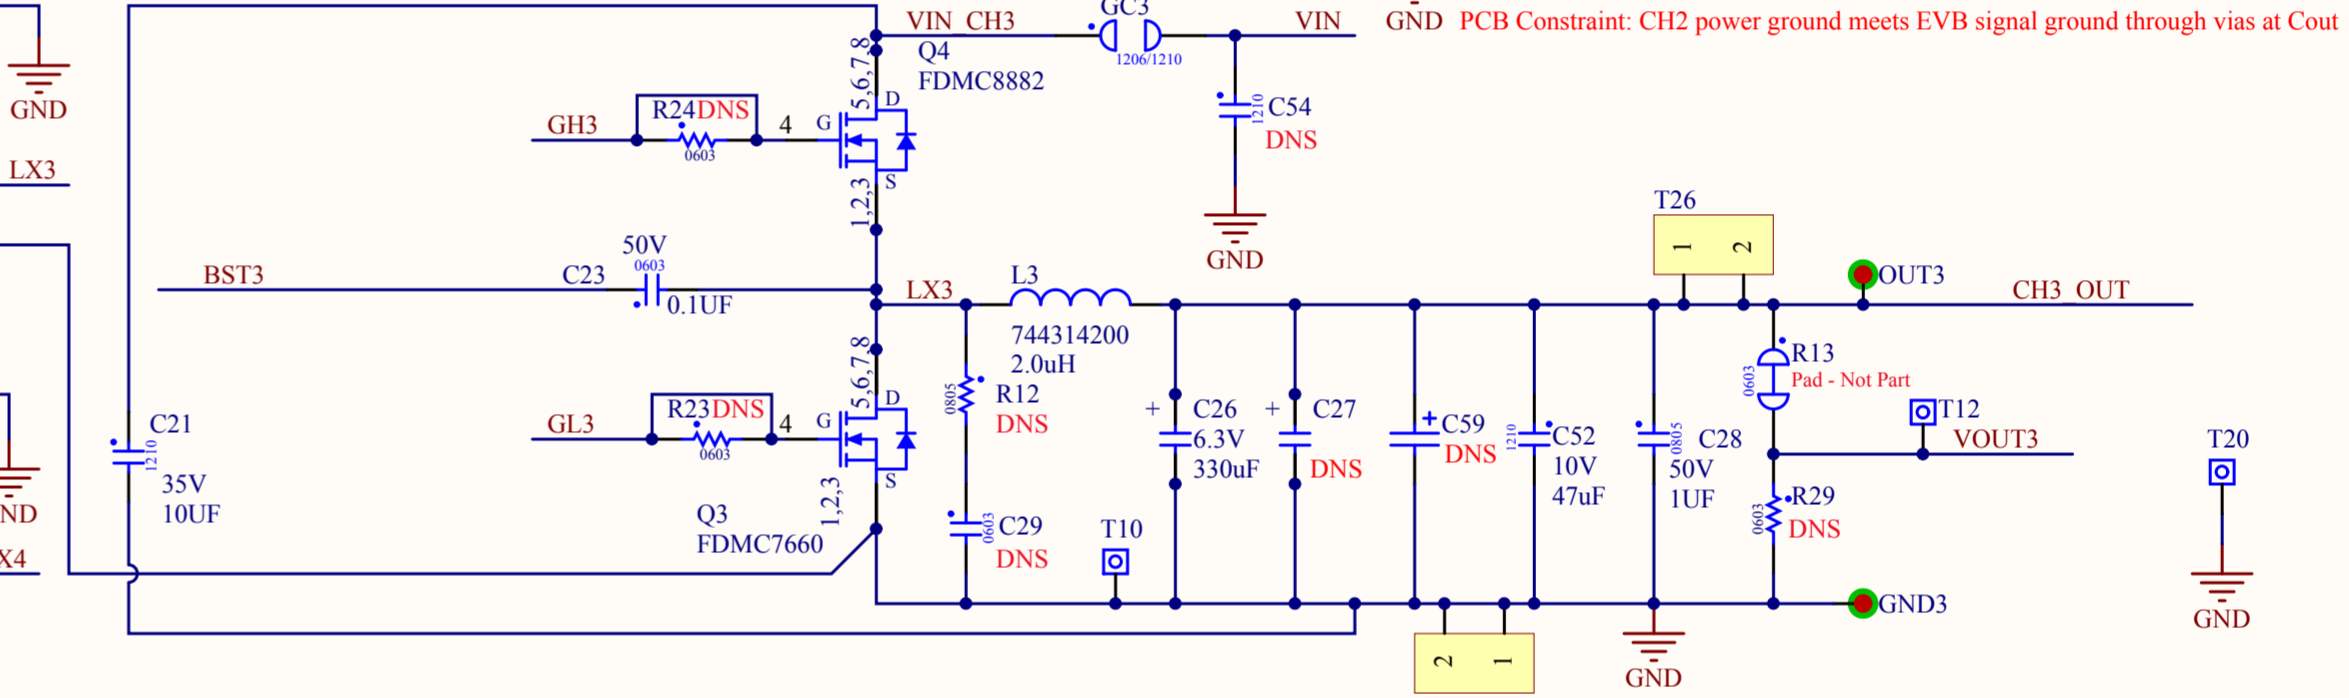 GC3
VIN_CH3
VIN
GND PCB Constraint: CH2 power ground meets EVB signal ground through vias at Cout
1206/1210
Q4
FDMC8882
5,6,7,8
D
GND
R24DNS
GH3
4
G
0603
1210
C54
DNS
LX3
S
1,2,3
T26
50V
0603
1
2
GND
BST3
C23
0.1UF
LX3
L3
OUT3
CH3_OUT
744314200
2.0uH
5,6,7,8
R13
0603
Pad - Not Part
0805
R12
DNS
D
R23DNS
GL3
4
G
0603
C21
1210
35V
10UF
+
C26
6.3V
330uF
+
C27
DNS
+
C59
DNS
1210
C52
10V
47uF
0805
C28
50V
1UF
T12
VOUT3
T20
S
1,2,3
Q3
FDMC7660
ND
0603
C29
DNS
T10
R29
0603
DNS
X4
GND3
GND
2
1
GND